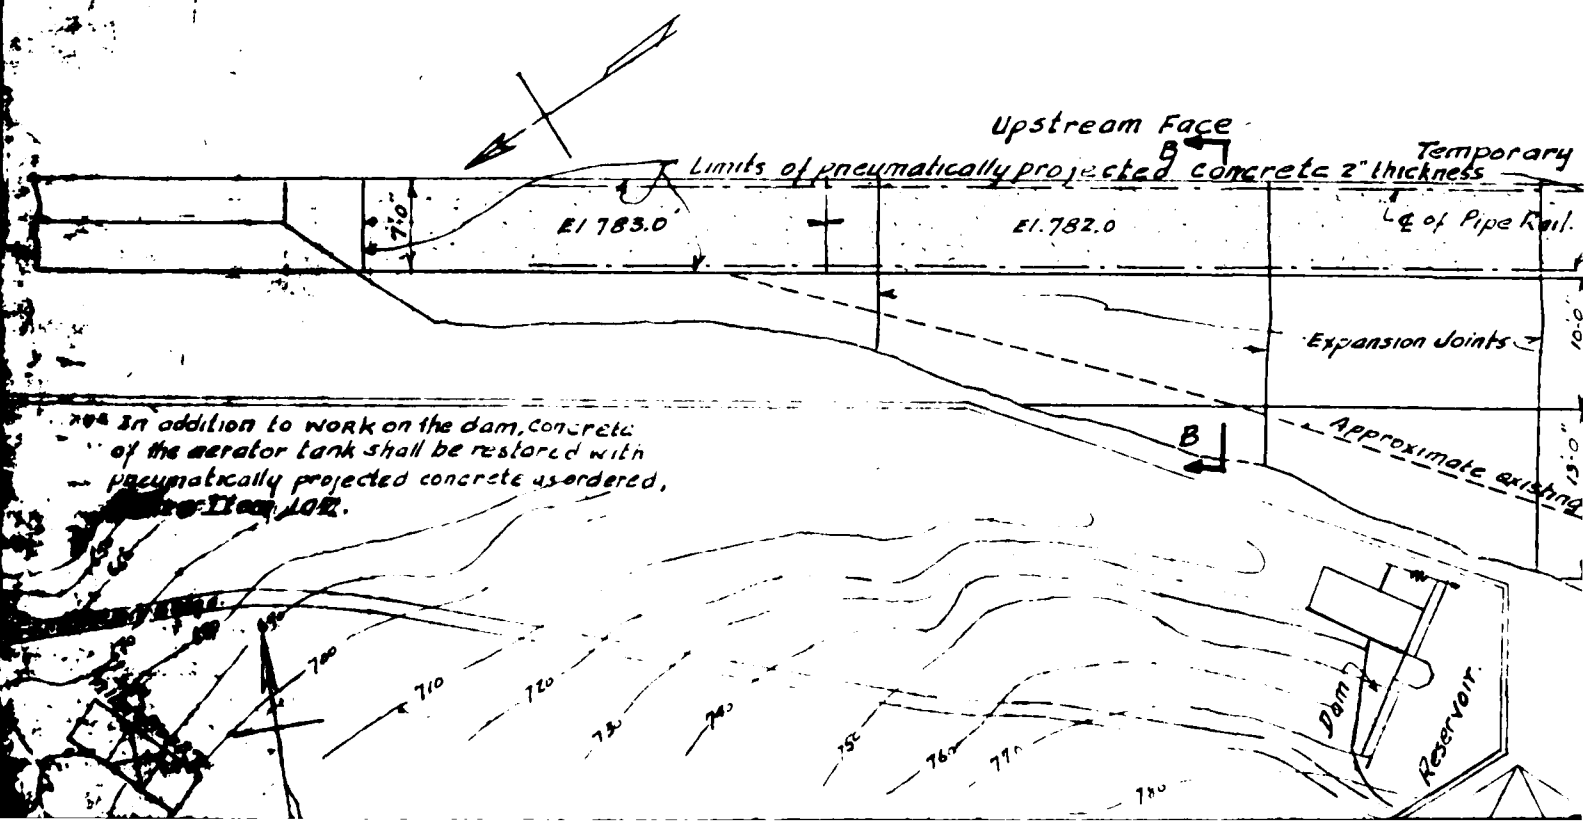 Upstream Face
B
Limits of pneumatically projected concrete 2" thickness
Temporary
7'-0"
El 783.0
El. 782.0
℄ of Pipe Rail.
Expansion Joints
10'-0"
In addition to work on the dam, concrete
of the aerator tank shall be restored with
pneumatically projected concrete as ordered,
Item
B
Approximate existing
13'-0"
690
700
710
720
730
740
750
760
770
780
Dam
Reservoir.